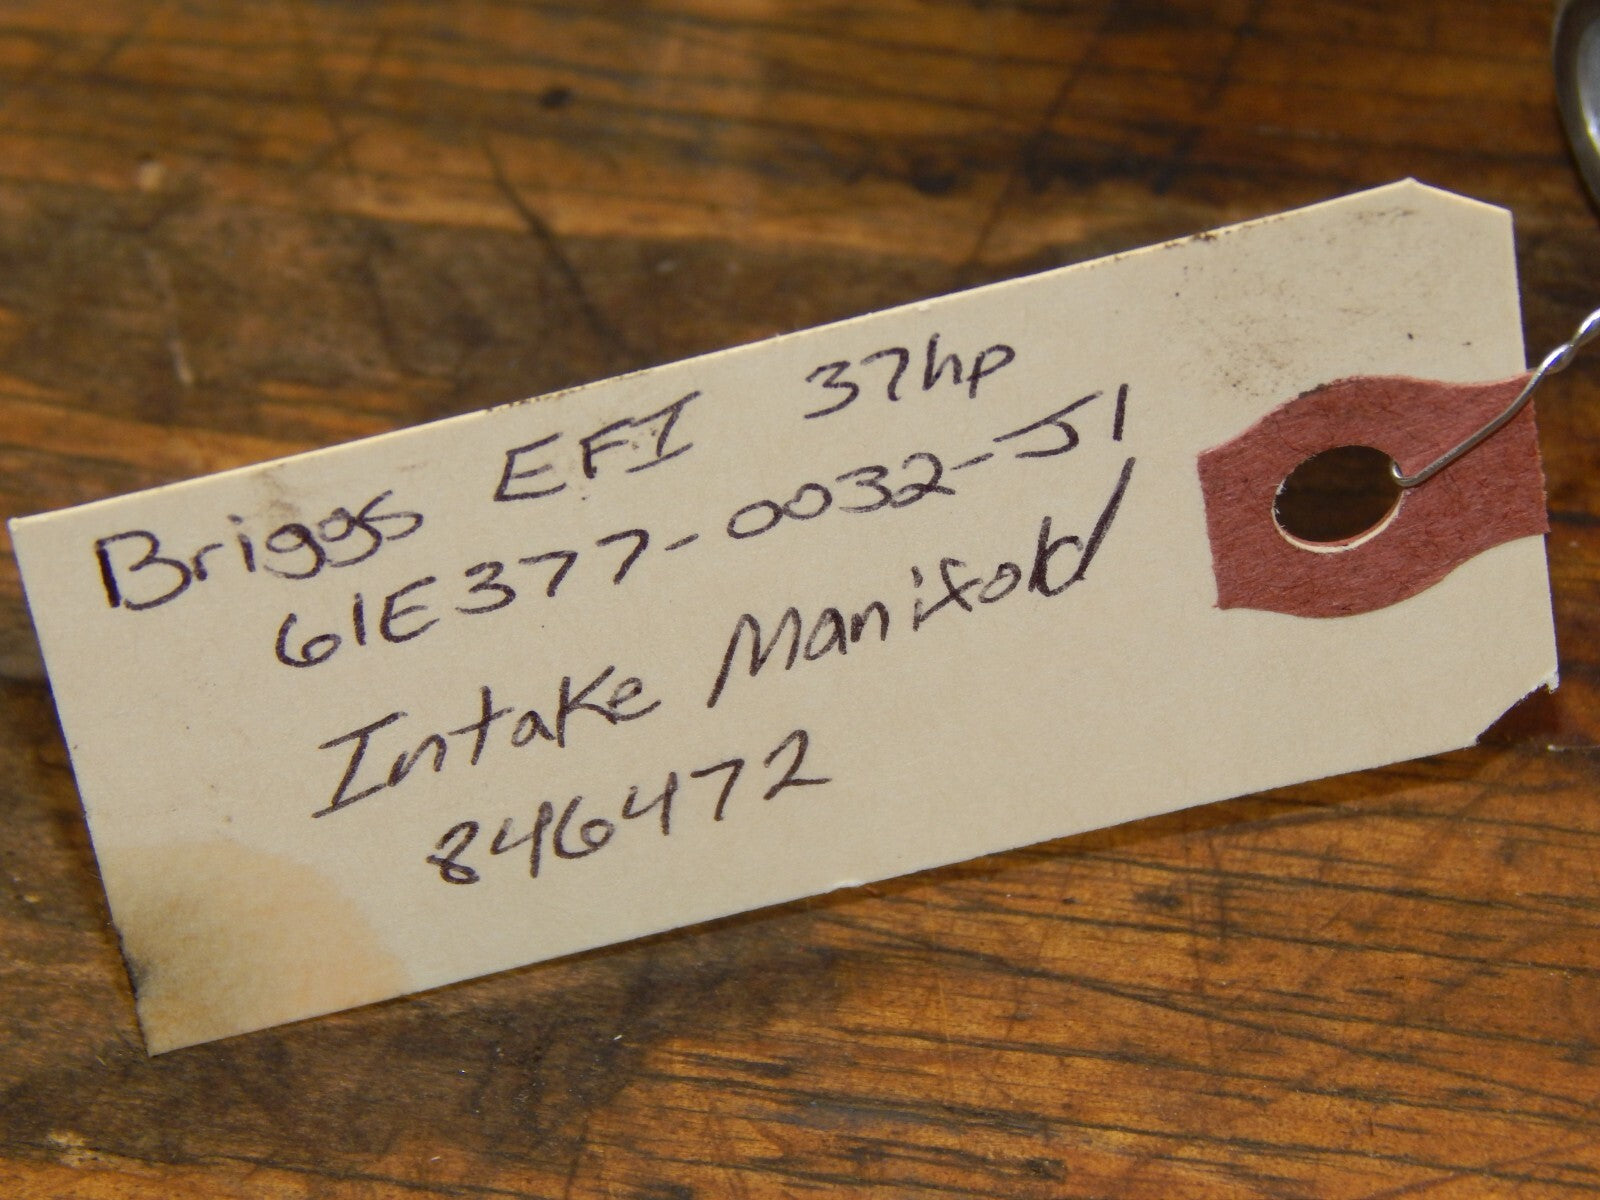 Briggs EFI 37hp
61E377-0032-J1
Intake Manifold
846472